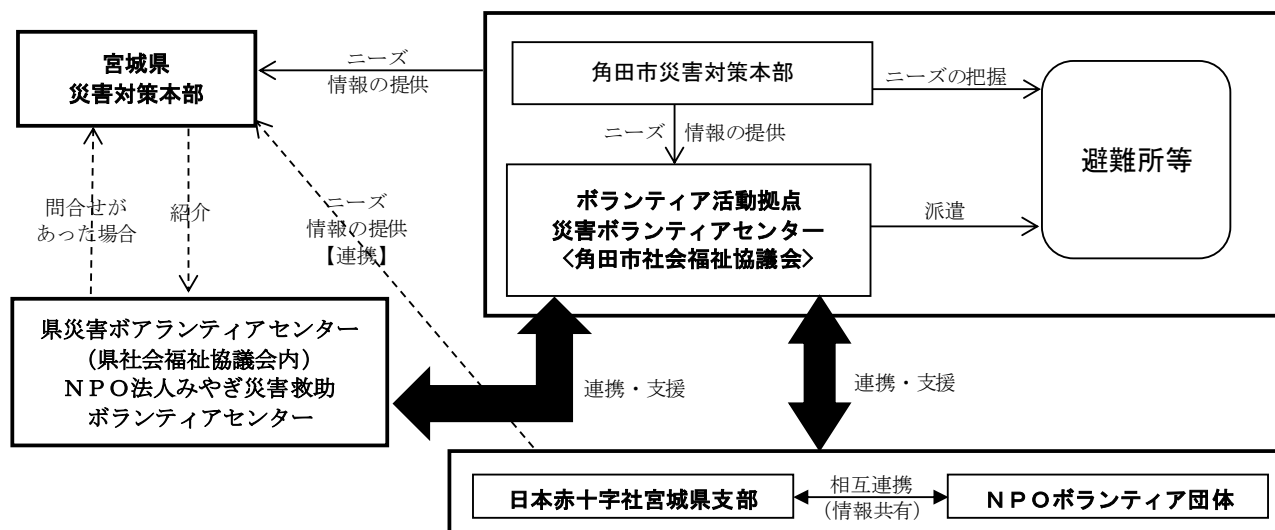 宮城県
災害対策本部
ニーズ
情報の提供
角田市災害対策本部
ニーズの把握
ニーズ 情報の提供
避難所等
ボランティア活動拠点
災害ボランティアセンター
<角田市社会福祉協議会>
派遣
問合せが
あった場合
紹介
ニーズ
情報の提供
【連携】
県災害ボアランティアセンター
(県社会福祉協議会内)
NPO法人みやぎ災害救助
ボランティアセンター
連携・支援
連携・支援
日本赤十字社宮城県支部
相互連携
(情報共有)
NPOボランティア団体